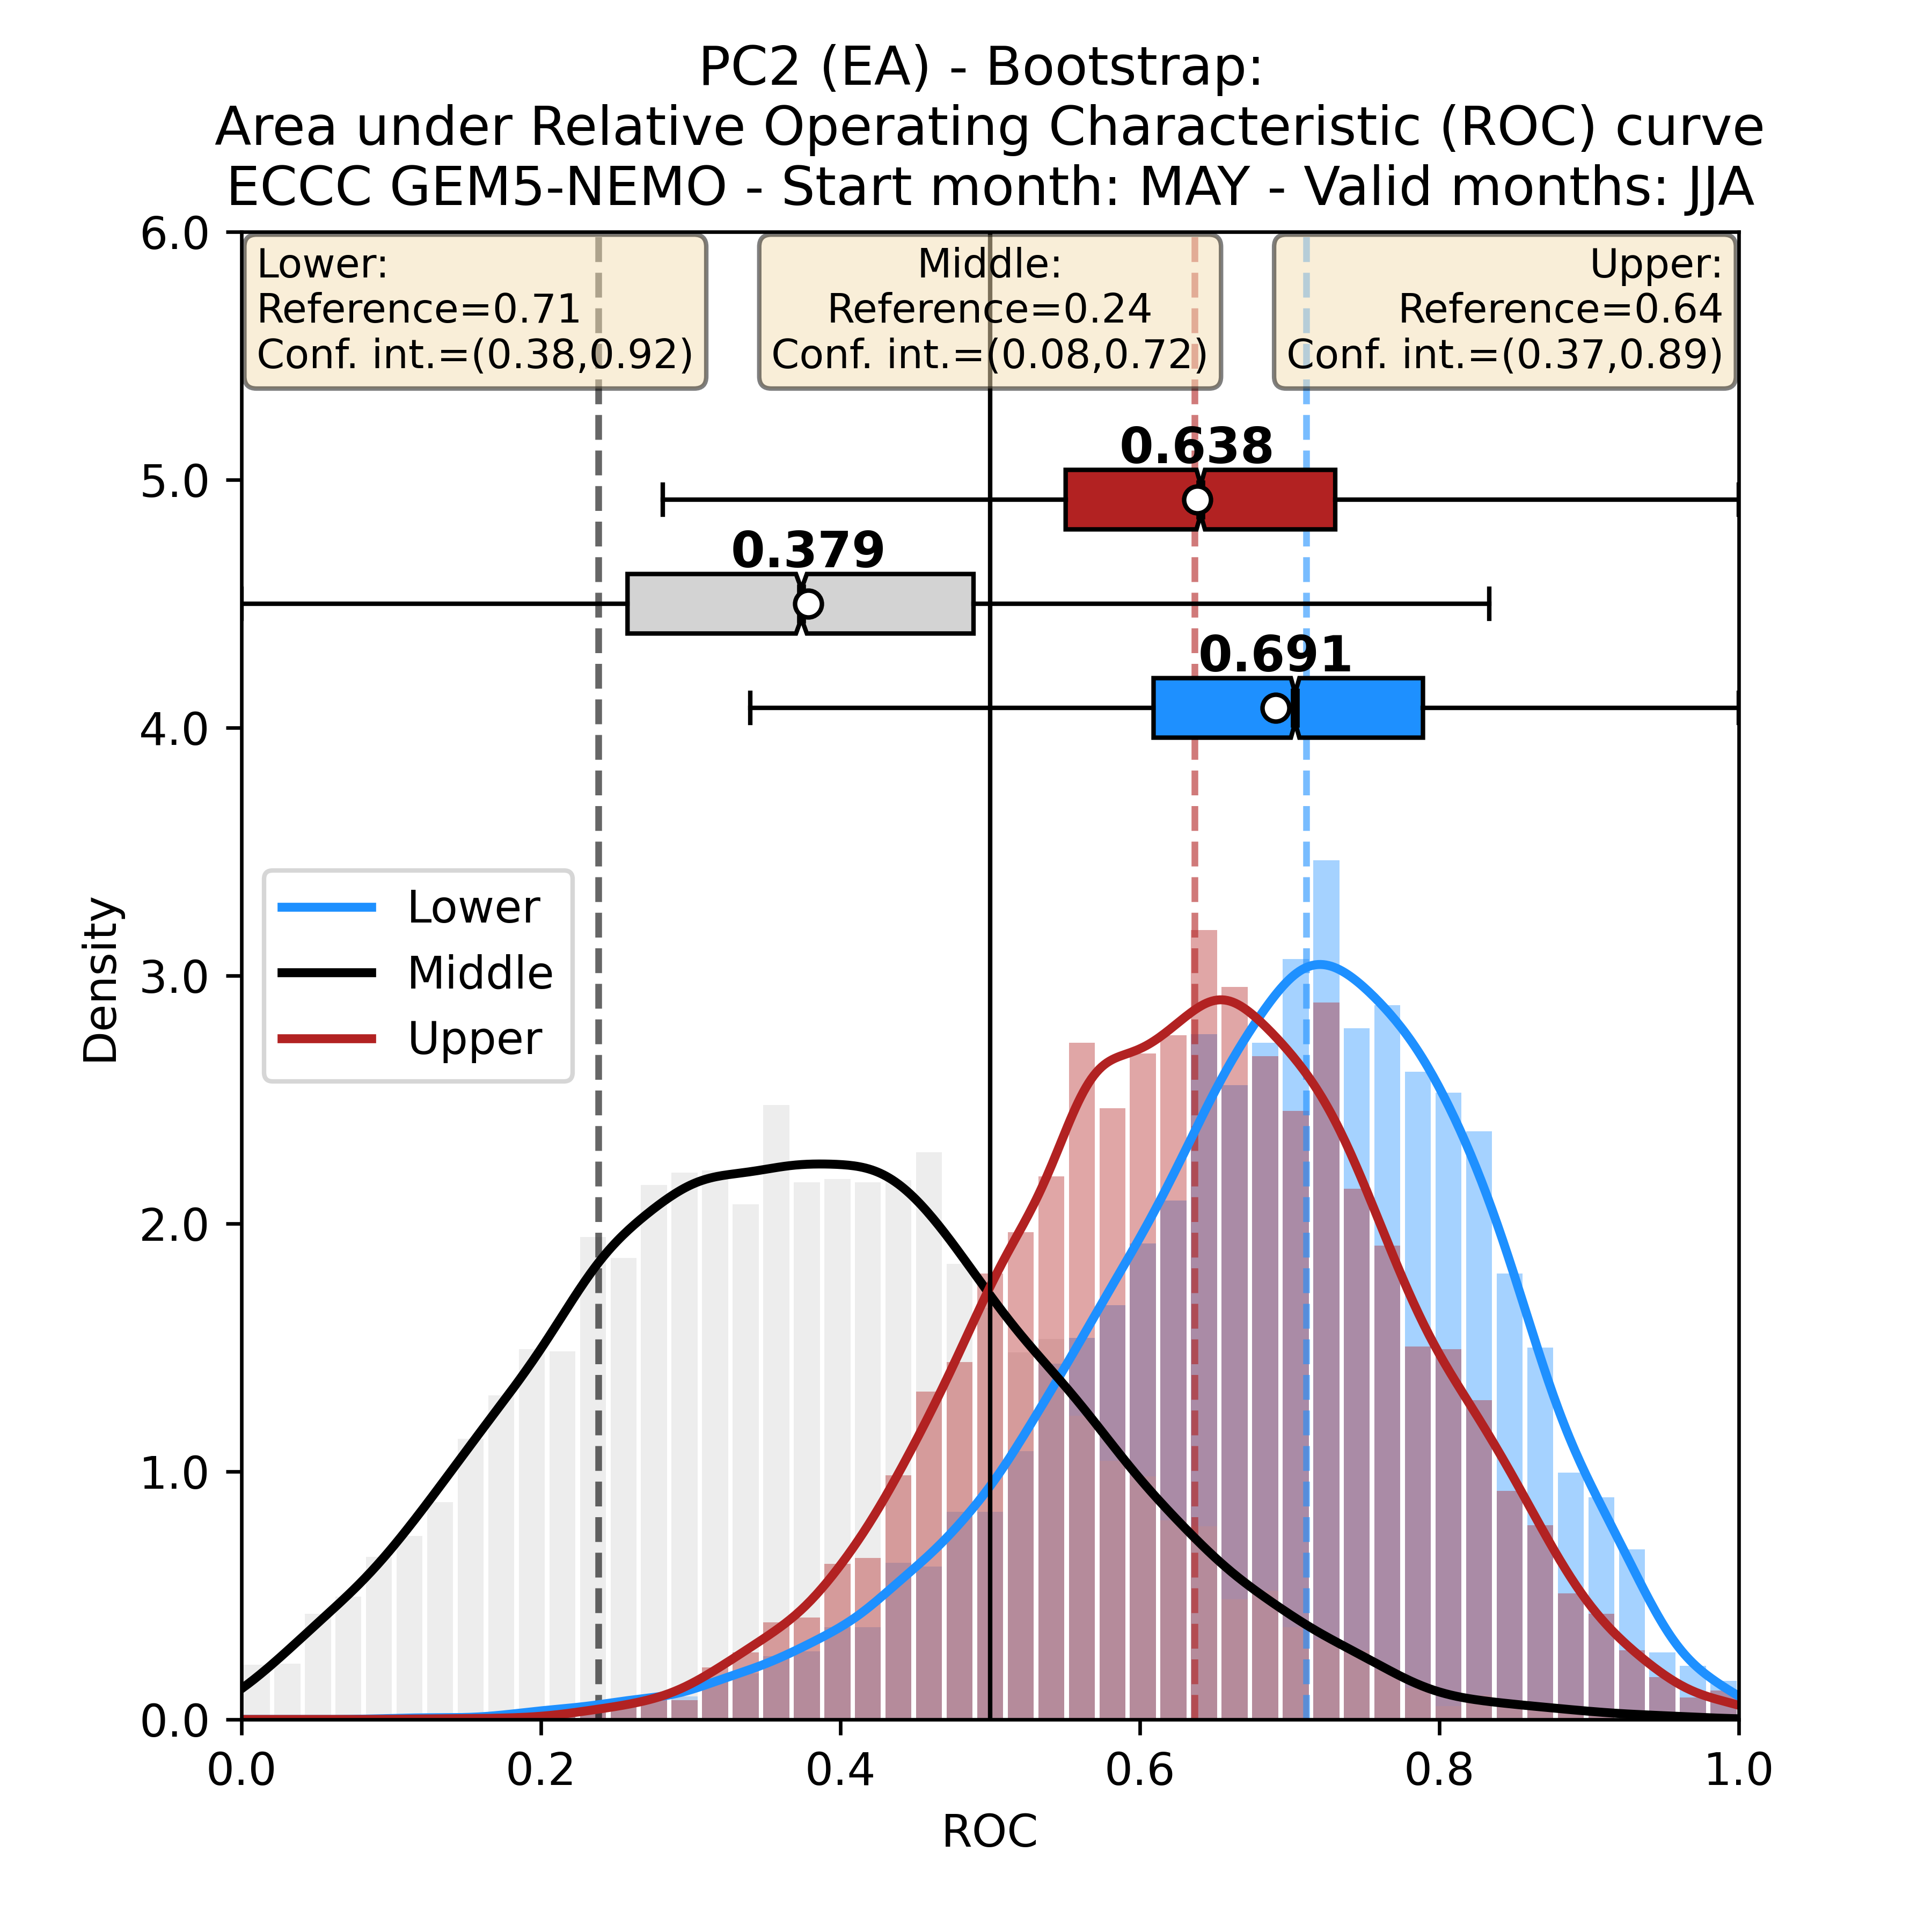 PC2 (EA) - Bootstrap:
Area under Relative Operating Characteristic (ROC) curve
ECCC GEM5-NEMO - Start month: MAY - Valid months: JJA
Lower:
Reference=0.71
Conf. int.=(0.38,0.92)
Middle:
Reference=0.24
Conf. int.=(0.08,0.72)
Upper:
Reference=0.64
Conf. int.=(0.37,0.89)
0.638
0.379
0.691
Lower
Middle
Upper
Density
6.0
5.0
4.0
3.0
2.0
1.0
0.0
0.0 0.2 0.4 0.6 0.8 1.0
ROC